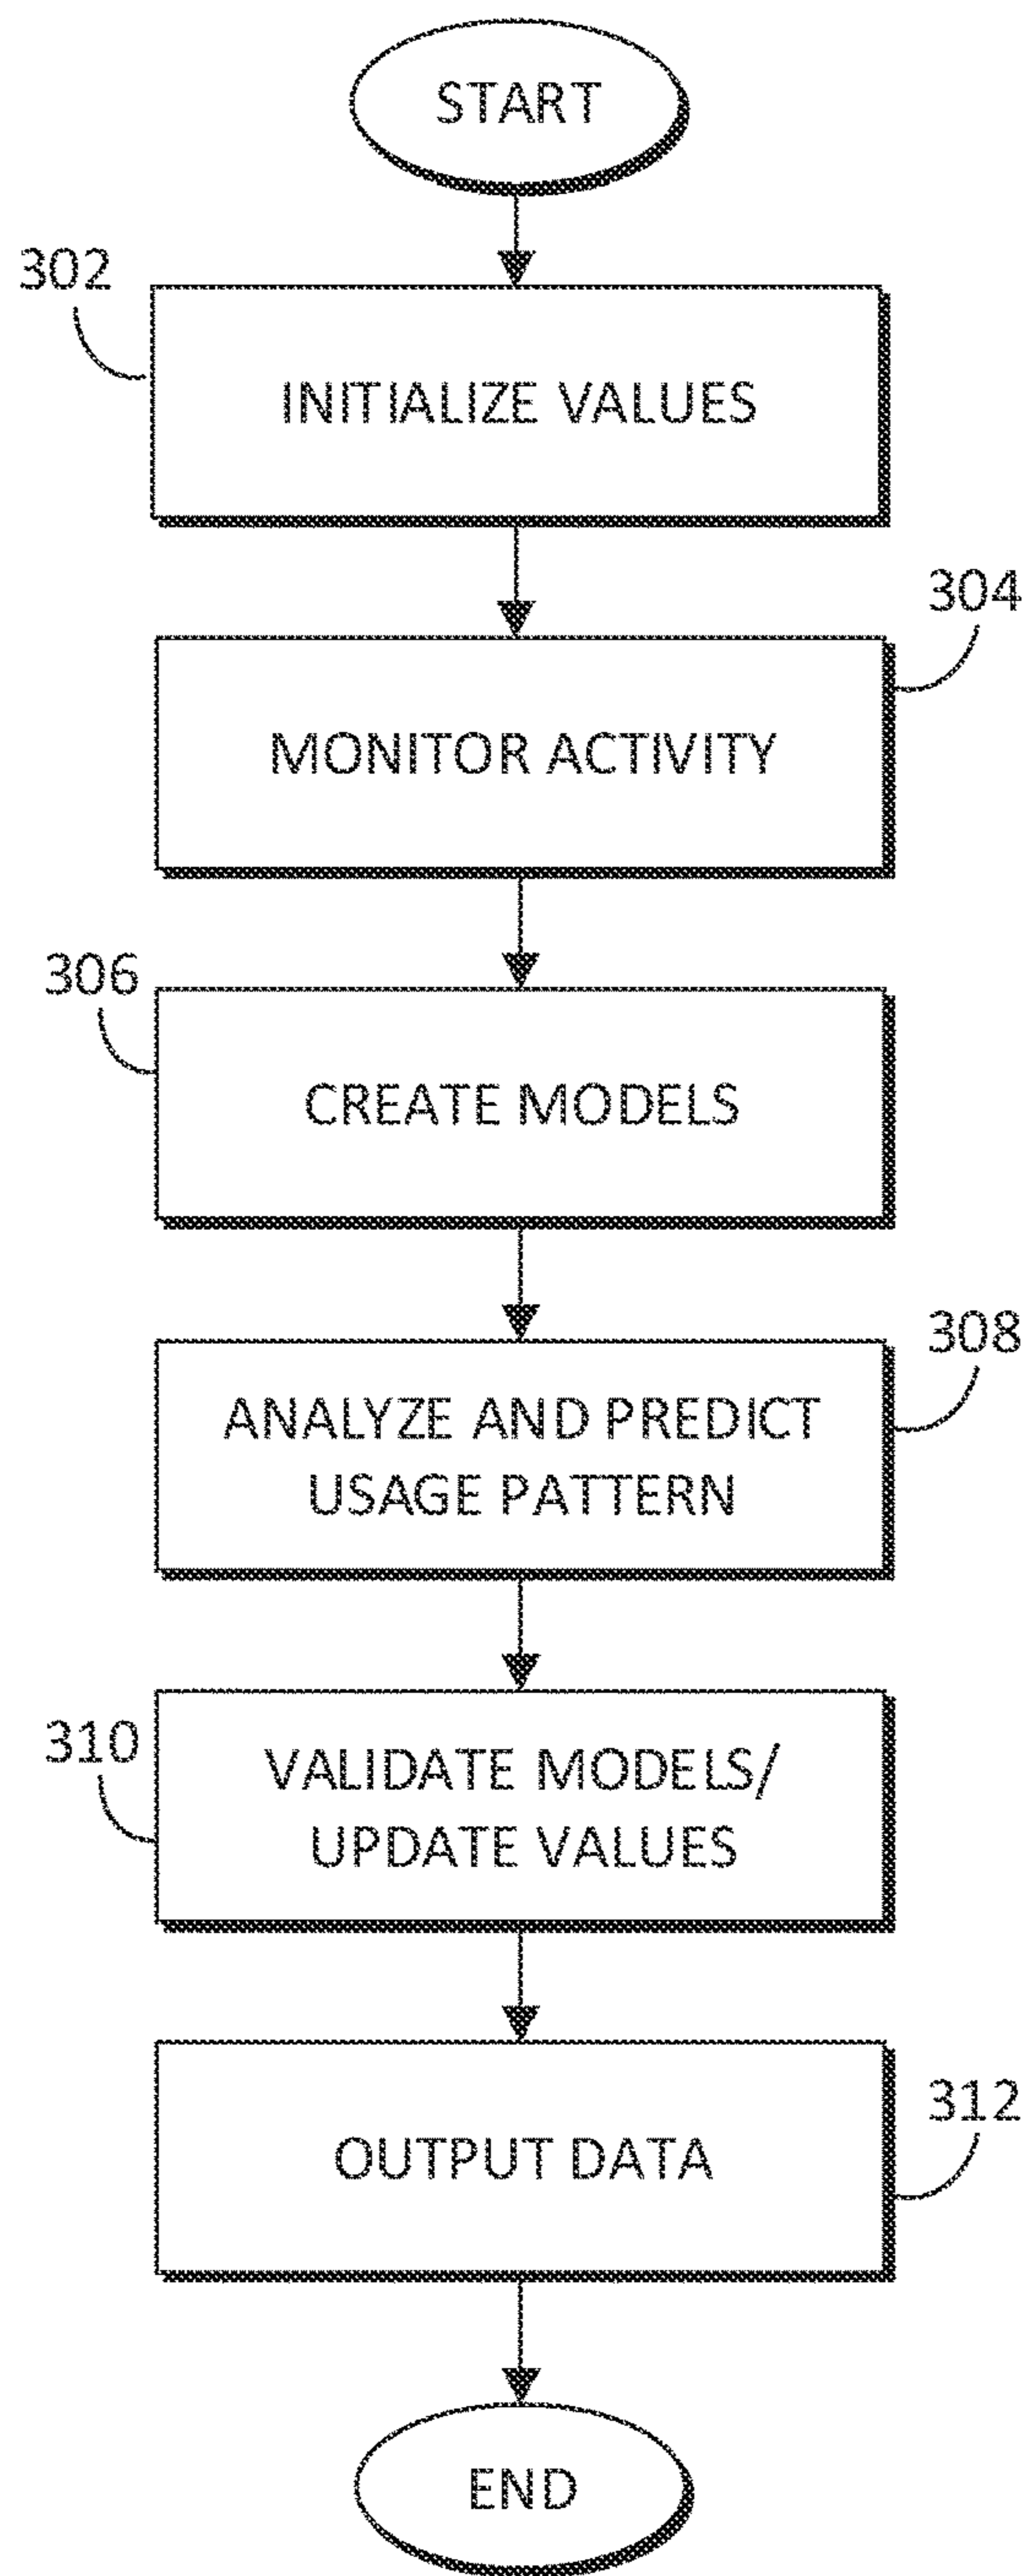 START
302
INITIALIZE VALUES
304
MONITOR ACTIVITY
306
CREATE MODELS
308
ANALYZE AND PREDICT
USAGE PATTERN
310
VALIDATE MODELS/
UPDATE VALUES
312
OUTPUT DATA
END